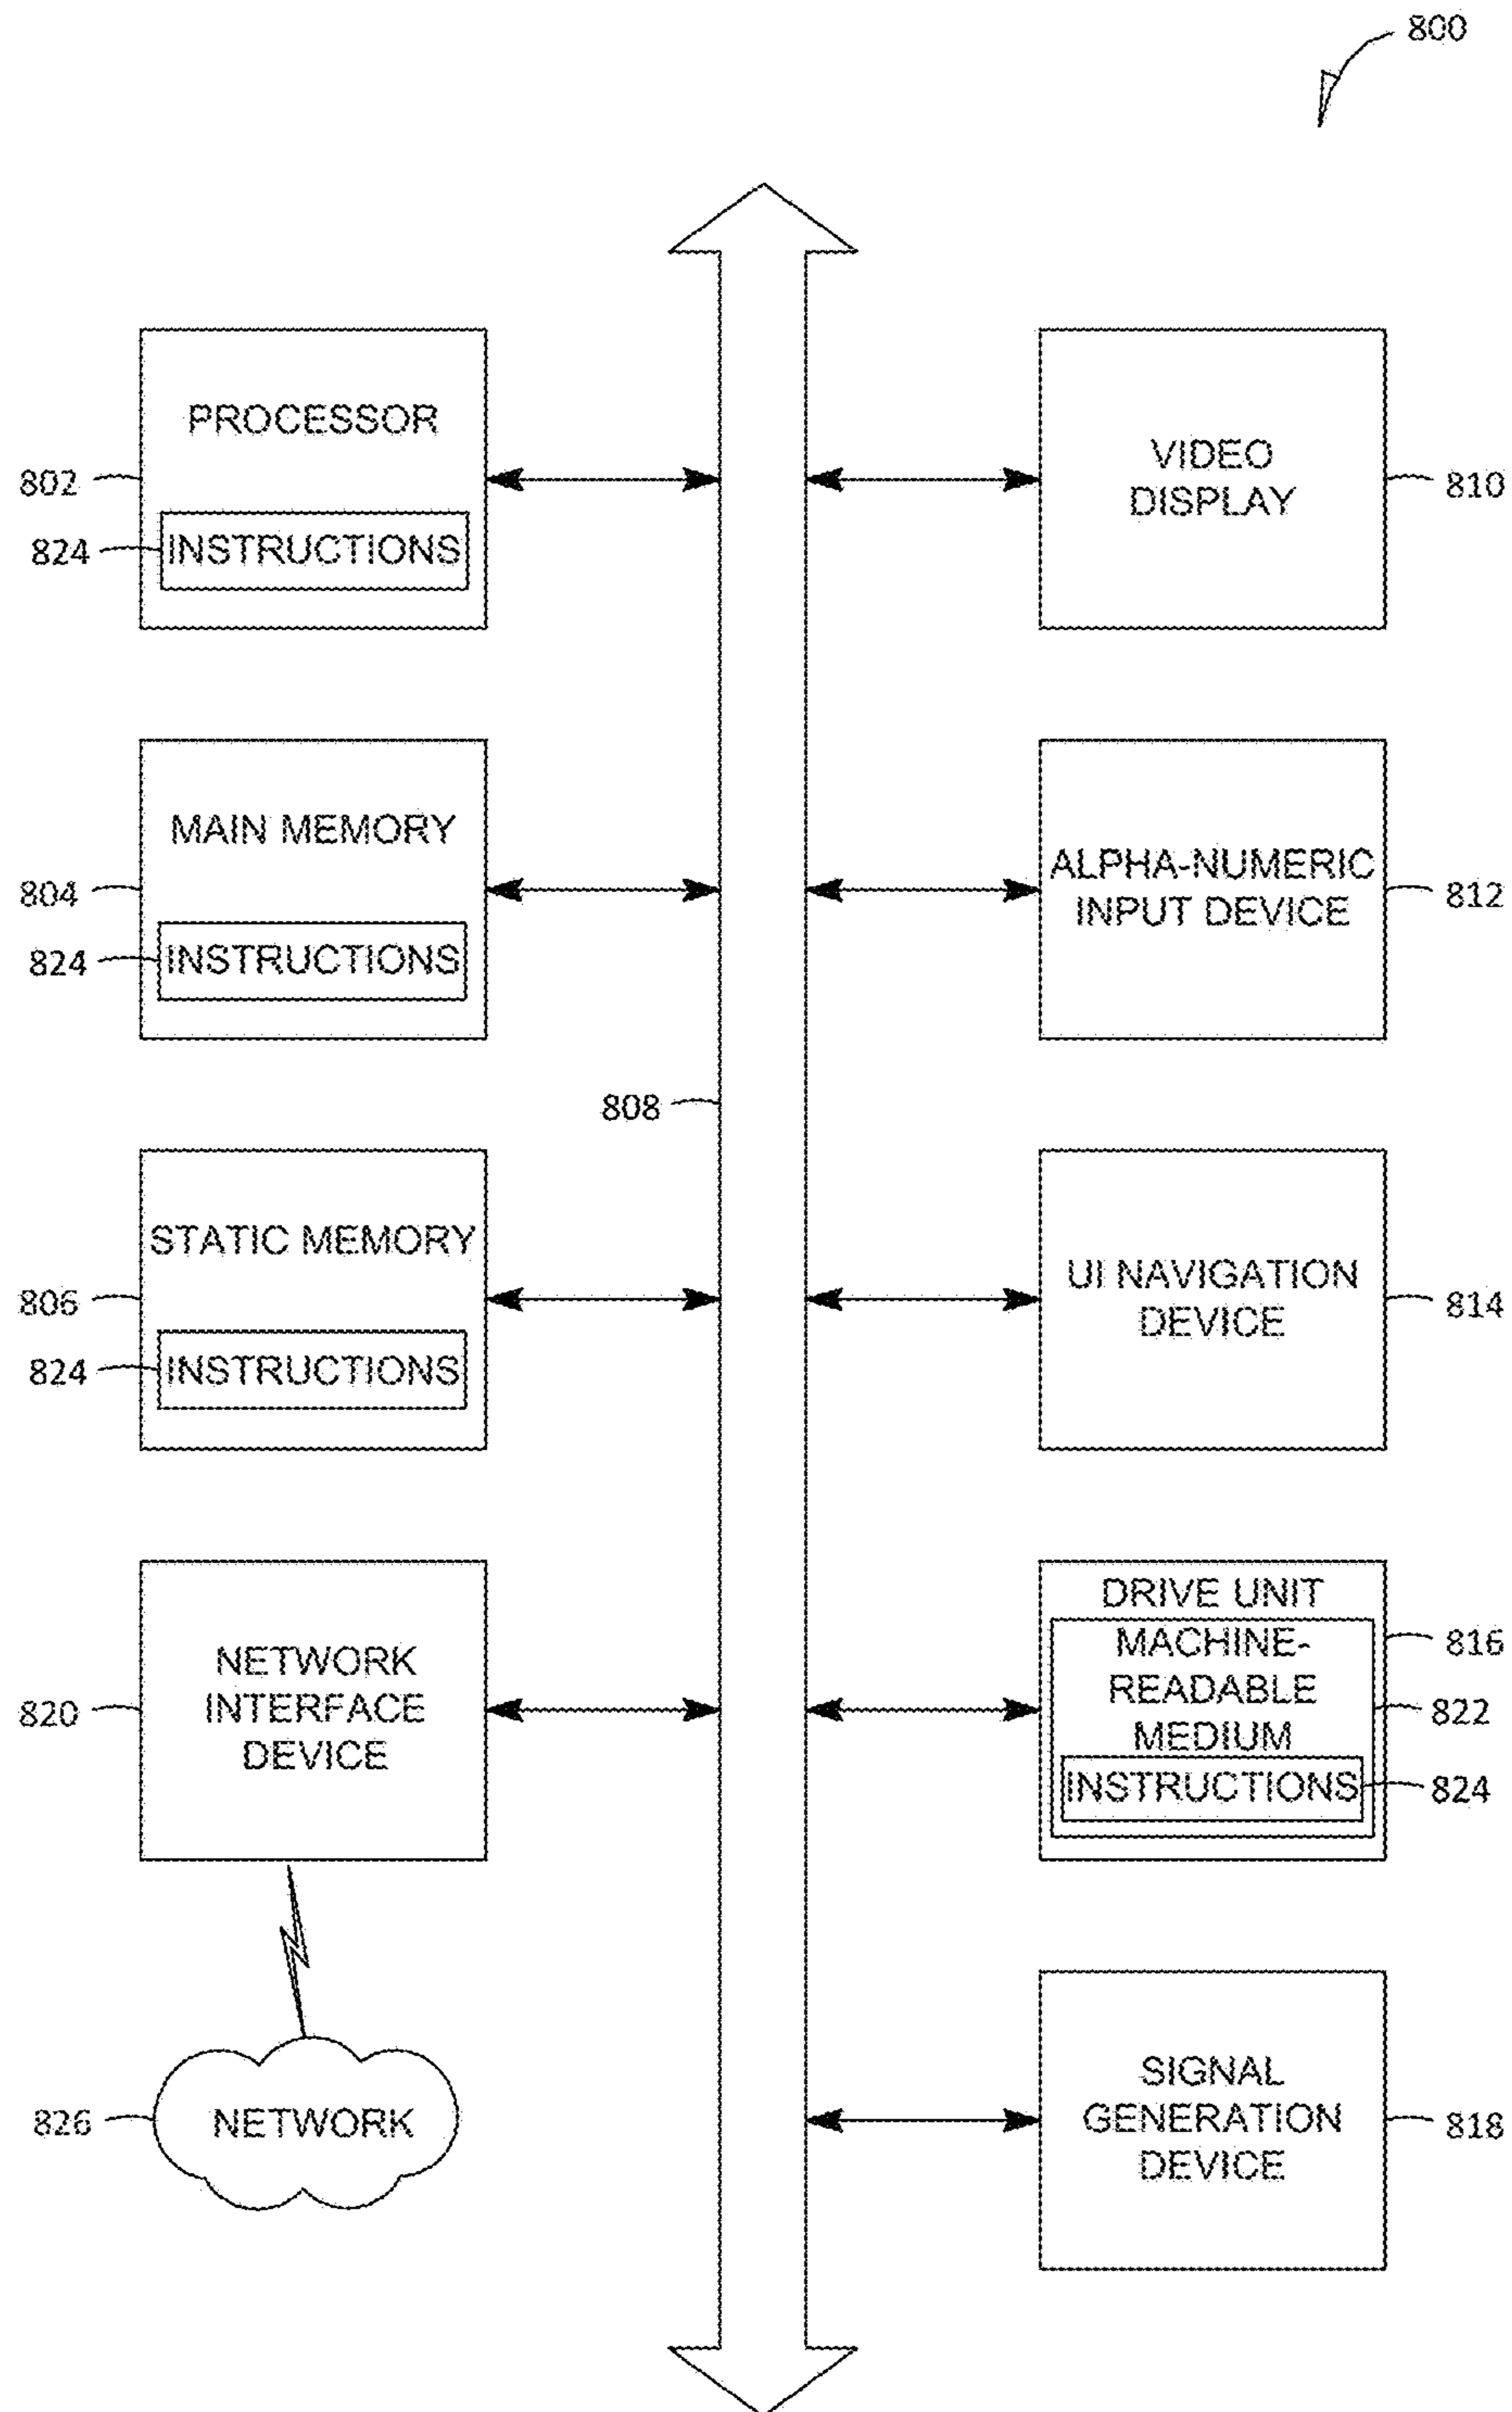 800
PROCESSOR
802
824
INSTRUCTIONS
VIDEO
DISPLAY
810
MAIN MEMORY
804
824
INSTRUCTIONS
ALPHA-NUMERIC
INPUT DEVICE
812
808
STATIC MEMORY
806
824
INSTRUCTIONS
UI NAVIGATION
DEVICE
814
NETWORK
INTERFACE
DEVICE
820
DRIVE UNIT
816
MACHINE-
READABLE
MEDIUM
822
INSTRUCTIONS
824
NETWORK
826
SIGNAL
GENERATION
DEVICE
818